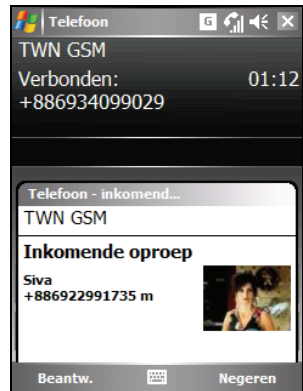 Telefoon
G
TWN GSM
Verbonden: 01:12
+886934099029
Telefoon - inkomend...
TWN GSM
Inkomende oproep
Siva
+886922991735 m
Beantw. Negeren